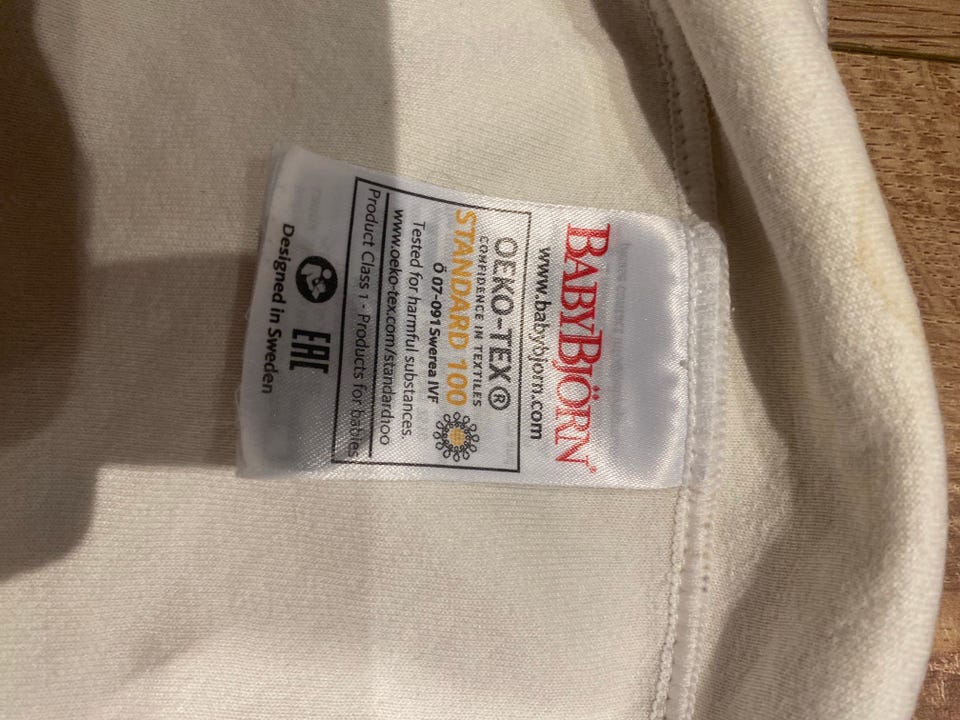 BABYBJÖRN®
www.babybjorn.com
OEKO-TEX®
CONFIDENCE IN TEXTILES
STANDARD 100
Ö 07-091 Swerea IVF
Tested for harmful substances.
www.oeko-tex.com/standardhoo
Product Class 1 - Products for babies
EAC
Designed in Sweden